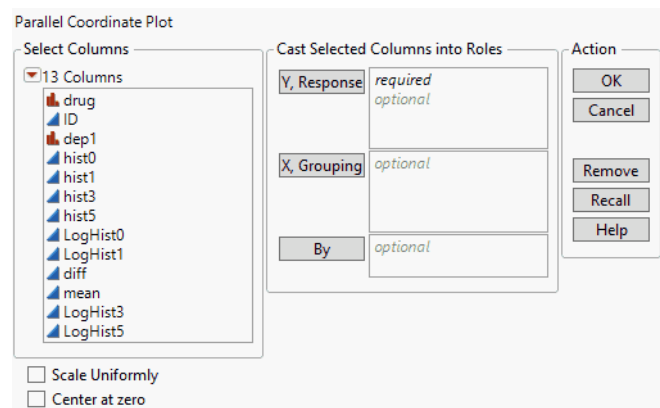 Parallel Coordinate Plot
Select Columns
13 Columns
drug
ID
dep1
hist0
hist1
hist3
hist5
LogHist0
LogHist1
diff
mean
LogHist3
LogHist5
Scale Uniformly
Center at zero
Cast Selected Columns into Roles
Y, Response
required
optional
X, Grouping
optional
By
optional
Action
OK
Cancel
Remove
Recall
Help